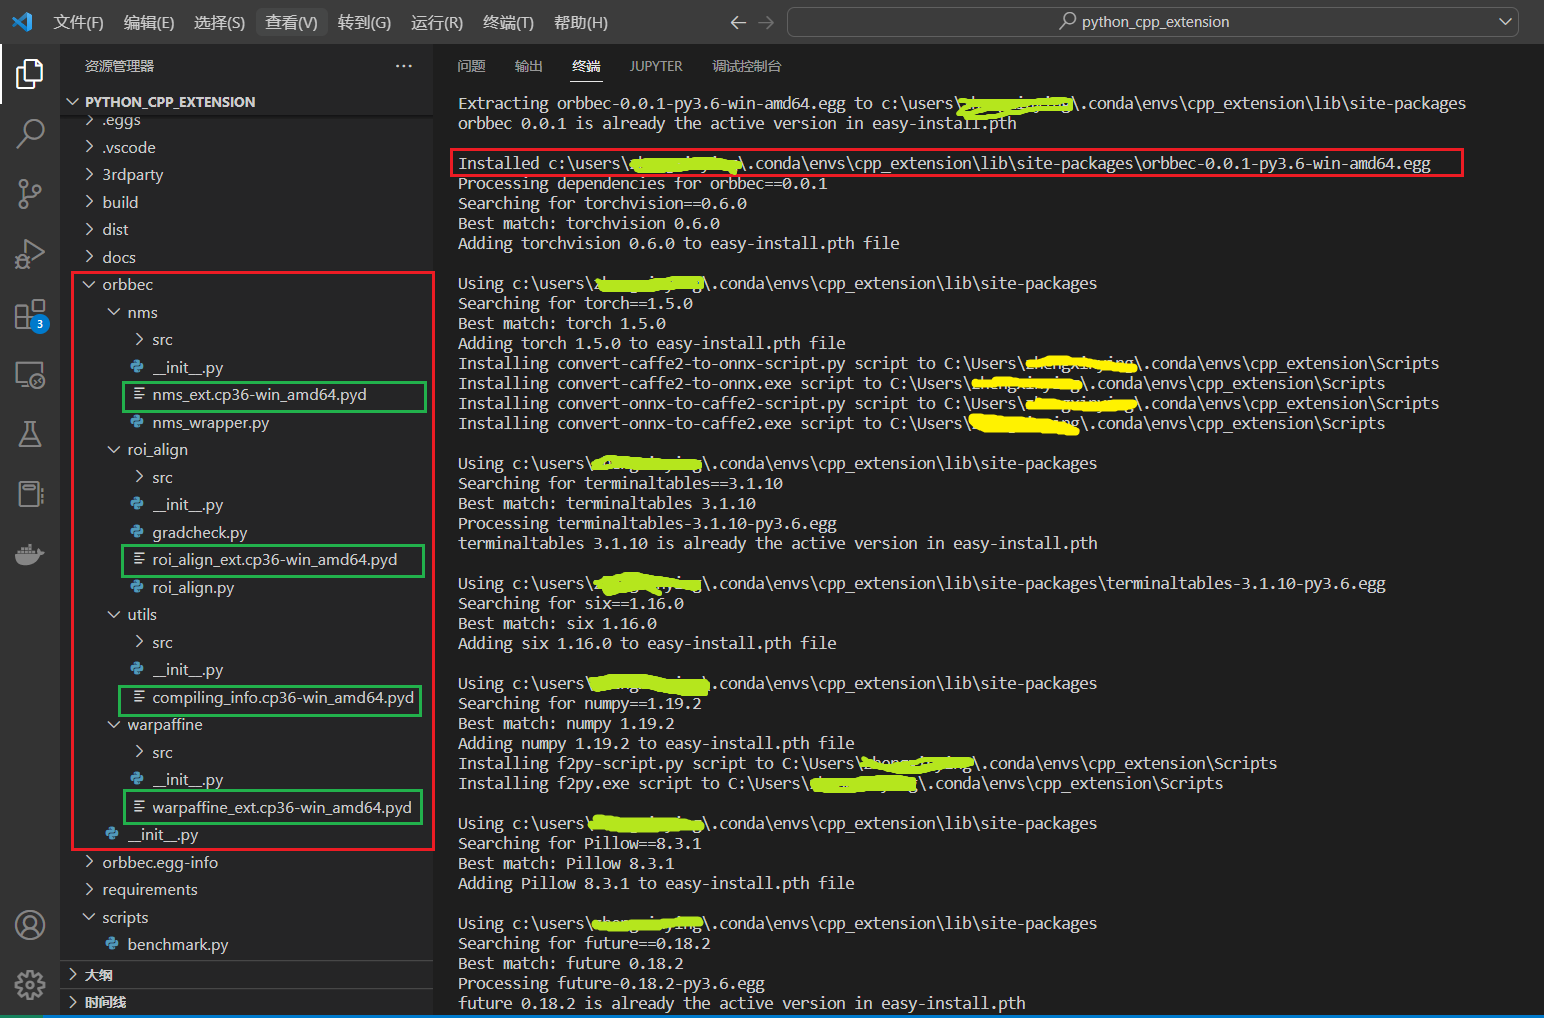 文件(F) 编辑(E) 选择(S) 查看(V) 转到(G) 运行(R) 终端(T) 帮助(H) python_cpp_extension
资源管理器
PYTHON_CPP_EXTENSION
.eggs
.vscode
3rdparty
build
dist
docs
orbbec
nms
src
__init__.py
nms_ext.cp36-win_amd64.pyd
nms_wrapper.py
roi_align
src
__init__.py
gradcheck.py
roi_align_ext.cp36-win_amd64.pyd
roi_align.py
utils
src
__init__.py
compiling_info.cp36-win_amd64.pyd
warpaffine
src
__init__.py
warpaffine_ext.cp36-win_amd64.pyd
__init__.py
orbbec.egg-info
requirements
scripts
benchmark.py
大纲
时间线
3
问题 输出 终端 JUPYTER 调试控制台
Extracting orbbec-0.0.1-py3.6-win-amd64.egg to c:\users\ \.conda\envs\cpp_extension\lib\site-packages
orbbec 0.0.1 is already the active version in easy-install.pth
Installed c:\users\ \.conda\envs\cpp_extension\lib\site-packages\orbbec-0.0.1-py3.6-win-amd64.egg
Processing dependencies for orbbec==0.0.1
Searching for torchvision==0.6.0
Best match: torchvision 0.6.0
Adding torchvision 0.6.0 to easy-install.pth file
Using c:\users\ \.conda\envs\cpp_extension\lib\site-packages
Searching for torch==1.5.0
Best match: torch 1.5.0
Adding torch 1.5.0 to easy-install.pth file
Installing convert-caffe2-to-onnx-script.py script to C:\Users\ \.conda\envs\cpp_extension\Scripts
Installing convert-caffe2-to-onnx.exe script to C:\Users\ \.conda\envs\cpp_extension\Scripts
Installing convert-onnx-to-caffe2-script.py script to C:\Users\ \.conda\envs\cpp_extension\Scripts
Installing convert-onnx-to-caffe2.exe script to C:\Users\ \.conda\envs\cpp_extension\Scripts
Using c:\users\ \.conda\envs\cpp_extension\lib\site-packages
Searching for terminaltables==3.1.10
Best match: terminaltables 3.1.10
Processing terminaltables-3.1.10-py3.6.egg
terminaltables 3.1.10 is already the active version in easy-install.pth
Using c:\users\ \.conda\envs\cpp_extension\lib\site-packages\terminaltables-3.1.10-py3.6.egg
Searching for six==1.16.0
Best match: six 1.16.0
Adding six 1.16.0 to easy-install.pth file
Using c:\users\ .conda\envs\cpp_extension\lib\site-packages
Searching for numpy==1.19.2
Best match: numpy 1.19.2
Adding numpy 1.19.2 to easy-install.pth file
Installing f2py-script.py script to C:\Users\ \.conda\envs\cpp_extension\Scripts
Installing f2py.exe script to C:\Users\ \.conda\envs\cpp_extension\Scripts
Using c:\users\ \.conda\envs\cpp_extension\lib\site-packages
Searching for Pillow==8.3.1
Best match: Pillow 8.3.1
Adding Pillow 8.3.1 to easy-install.pth file
Using c:\users\ \.conda\envs\cpp_extension\lib\site-packages
Searching for future==0.18.2
Best match: future 0.18.2
Processing future-0.18.2-py3.6.egg
future 0.18.2 is already the active version in easy-install.pth